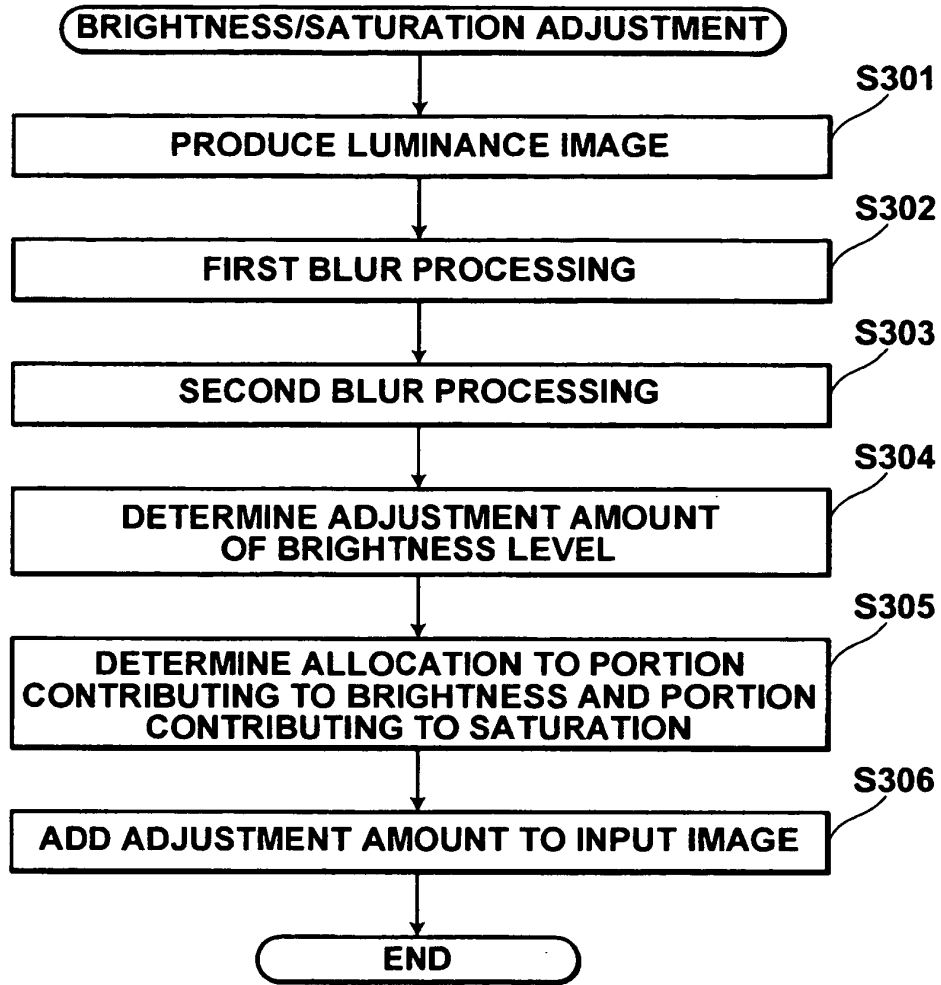 BRIGHTNESS/SATURATION ADJUSTMENT
S301
PRODUCE LUMINANCE IMAGE
S302
FIRST BLUR PROCESSING
S303
SECOND BLUR PROCESSING
S304
DETERMINE ADJUSTMENT AMOUNT
OF BRIGHTNESS LEVEL
S305
DETERMINE ALLOCATION TO PORTION
CONTRIBUTING TO BRIGHTNESS AND PORTION
CONTRIBUTING TO SATURATION
S306
ADD ADJUSTMENT AMOUNT TO INPUT IMAGE
END